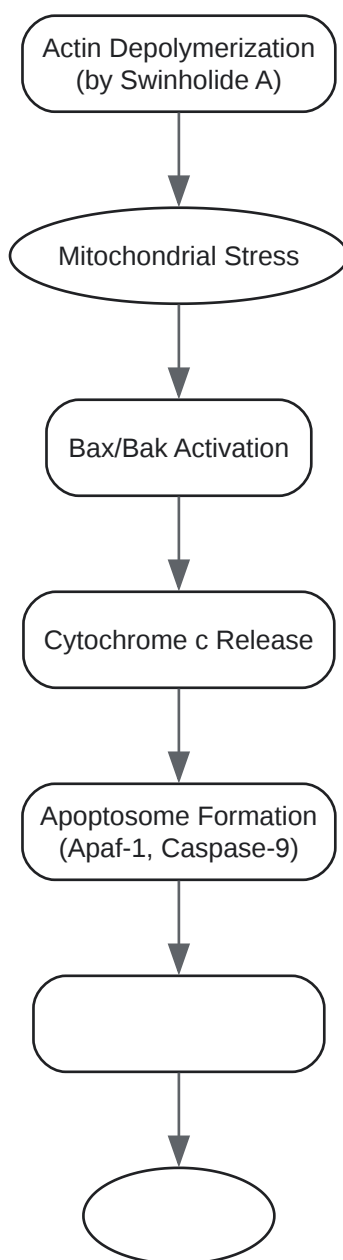 Actin Depolymerization
(by Swinholide A)
Mitochondrial Stress
Bax/Bak Activation
Cytochrome c Release
Apoptosome Formation
(Apaf-1, Caspase-9)